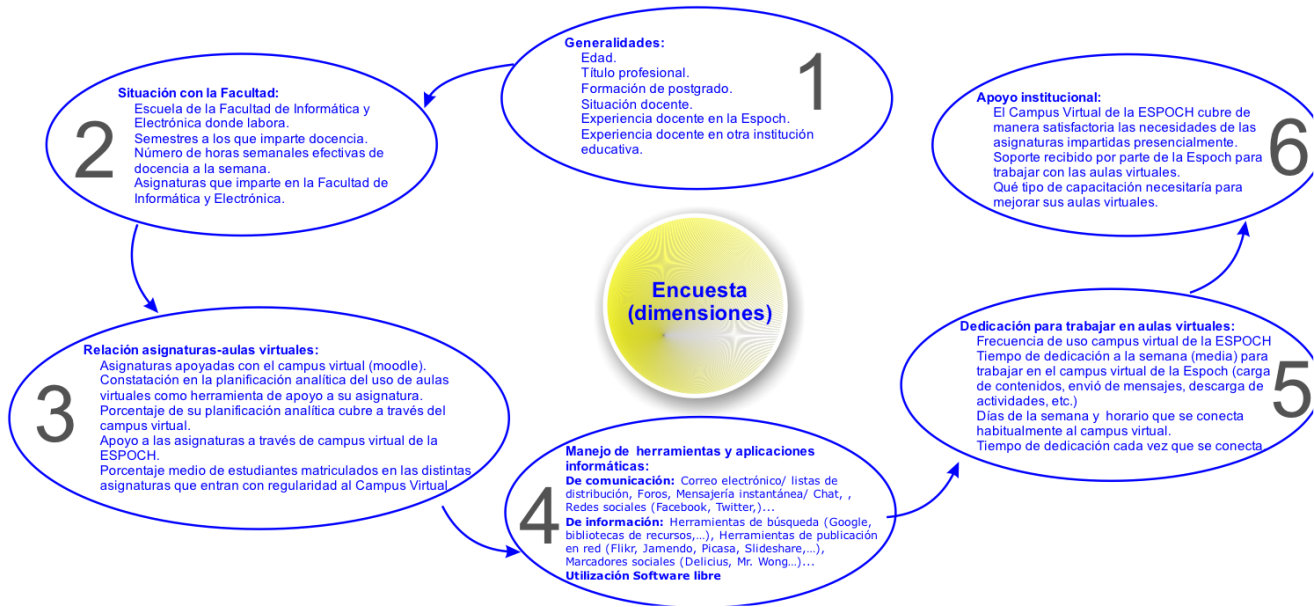 Generalidades:
Edad.
Título profesional.
Formación de postgrado.
Situación docente.
Experiencia docente en la Espoch.
Experiencia docente en otra institución
educativa.
1
Situación con la Facultad:
Escuela de la Facultad de Informática y
Electrónica donde labora.
Semestres a los que imparte docencia.
Número de horas semanales efectivas de
docencia a la semana.
Asignaturas que imparte en la Facultad de
Informática y Electrónica.
2
Relación asignaturas-aulas virtuales:
Asignaturas apoyadas con el campus virtual (moodle).
Constatación en la planificación analítica del uso de aulas
virtuales como herramienta de apoyo a su asignatura.
Porcentaje de su planificación analítica cubre a través del
campus virtual.
Apoyo a las asignaturas a través de campus virtual de la
ESPOCH.
Porcentaje medio de estudiantes matriculados en las distintas
asignaturas que entran con regularidad al Campus Virtual
3
Manejo de herramientas y aplicaciones
informáticas:
De comunicación: Correo electrónico/ listas de
distribución, Foros, Mensajería instantánea/ Chat, ,
Redes sociales (Facebook, Twitter,)...
De información: Herramientas de búsqueda (Google,
bibliotecas de recursos,...), Herramientas de publicación
en red (Flikr, Jamendo, Picasa, Slideshare,...),
Marcadores sociales (Delicius, Mr. Wong...)...
Utilización Software libre
4
Dedicación para trabajar en aulas virtuales:
Frecuencia de uso campus virtual de la ESPOCH
Tiempo de dedicación a la semana (media) para
trabajar en el campus virtual de la Espoch (carga
de contenidos, envió de mensajes, descarga de
actividades, etc.)
Días de la semana y horario que se conecta
habitualmente al campus virtual.
Tiempo de dedicación cada vez que se conecta
5
Apoyo institucional:
El Campus Virtual de la ESPOCH cubre de
manera satisfactoria las necesidades de las
asignaturas impartidas presencialmente.
Soporte recibido por parte de la Espoch para
trabajar con las aulas virtuales.
Qué tipo de capacitación necesitaría para
mejorar sus aulas virtuales.
6
Encuesta
(dimensiones)